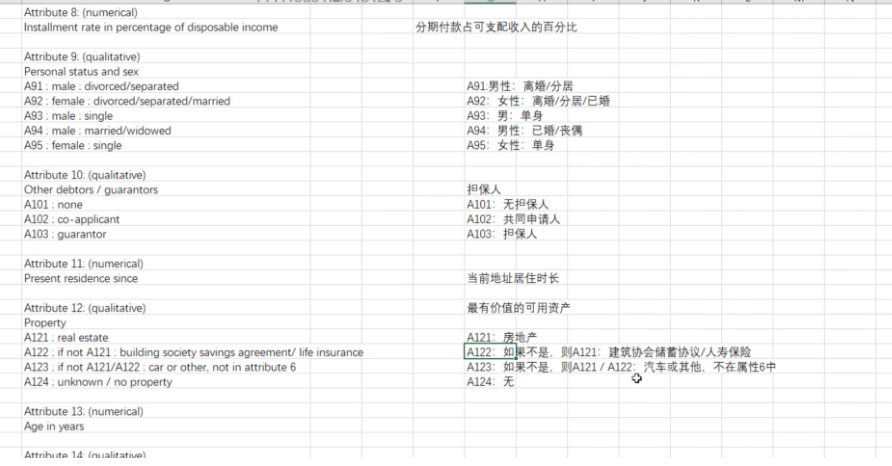 Attribute 8: (numerical)
Installment rate in percentage of disposable income 分期付款占可支配收入的百分比
Attribute 9: (qualitative)
Personal status and sex
A91 : male : divorced/separated A91:男性：离婚/分居
A92 : female : divorced/separated/married A92：女性：离婚/分居/已婚
A93 : male : single A93：男：单身
A94 : male : married/widowed A94：男性：已婚/丧偶
A95 : female : single A95：女性：单身
Attribute 10: (qualitative)
Other debtors / guarantors 担保人
A101 : none A101：无担保人
A102 : co-applicant A102：共同申请人
A103 : guarantor A103：担保人
Attribute 11: (numerical)
Present residence since 当前地址居住时长
Attribute 12: (qualitative) 最有价值的可用资产
Property
A121 : real estate A121：房地产
A122 : if not A121 : building society savings agreement/ life insurance A122：如果不是，则A121：建筑协会储蓄协议/人寿保险
A123 : if not A121/A122 : car or other, not in attribute 6 A123：如果不是，则A121 / A122：汽车或其他，不在属性6中
A124 : unknown / no property A124：无
Attribute 13: (numerical)
Age in years
Attribute 14: (qualitative)